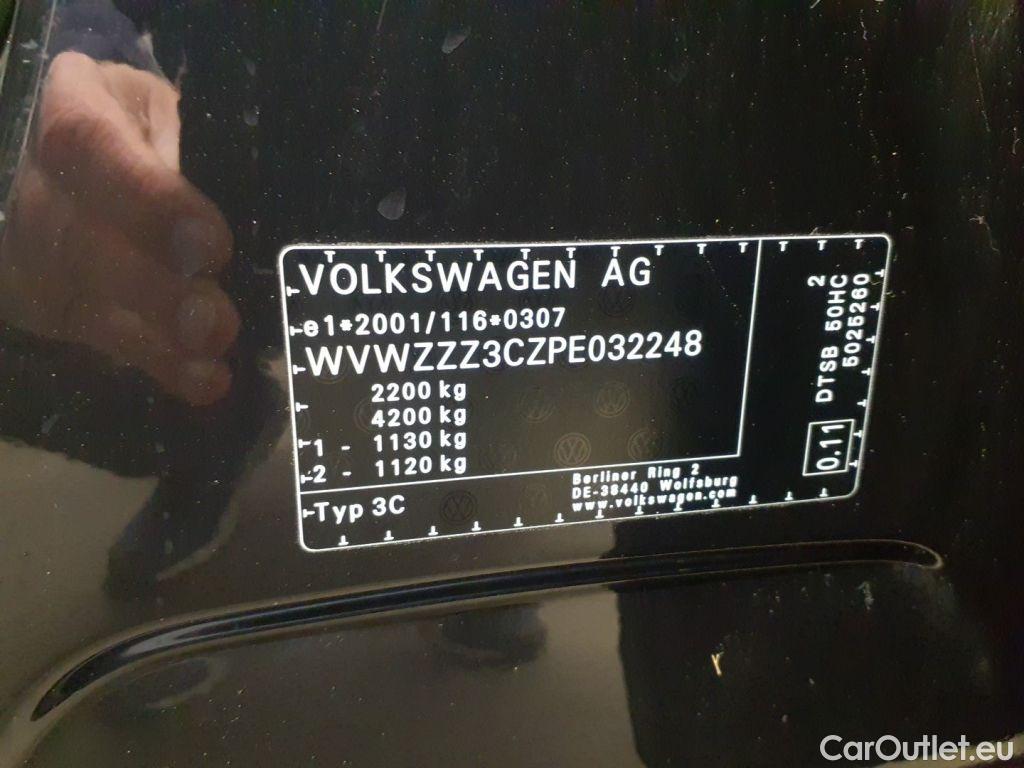 VOLKSWAGEN AG
e1*2001/116*0307
WVWZZZ3CZPE032248
2200 kg
4200 kg
1 - 1130 kg
2 - 1120 kg
Typ 3C
Berliner Ring 2
DE-38440 Wolfsburg
www.volkswagen.com
2
DTSB 50HC
5025260
0.11
CarOutlet.eu